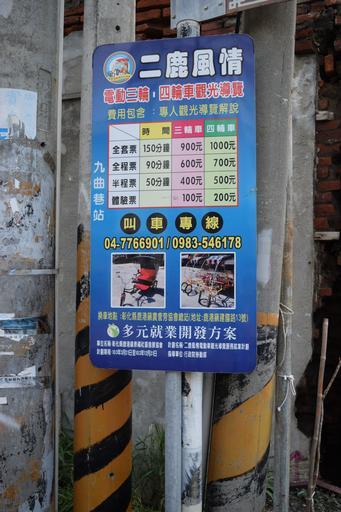 二鹿風情
電動三輪，四輪車觀光導覽
費用包含：專人觀光導覽解說
時間 三輪車 四輪車
全套票 150分鐘 900元 1000元
全程票 90分鐘 600元 700元
半程票 50分鐘 400元 500元
體驗票 100元 200元
九曲巷站
叫車專線
04-7766901/0983-546178
多元就業開發方案